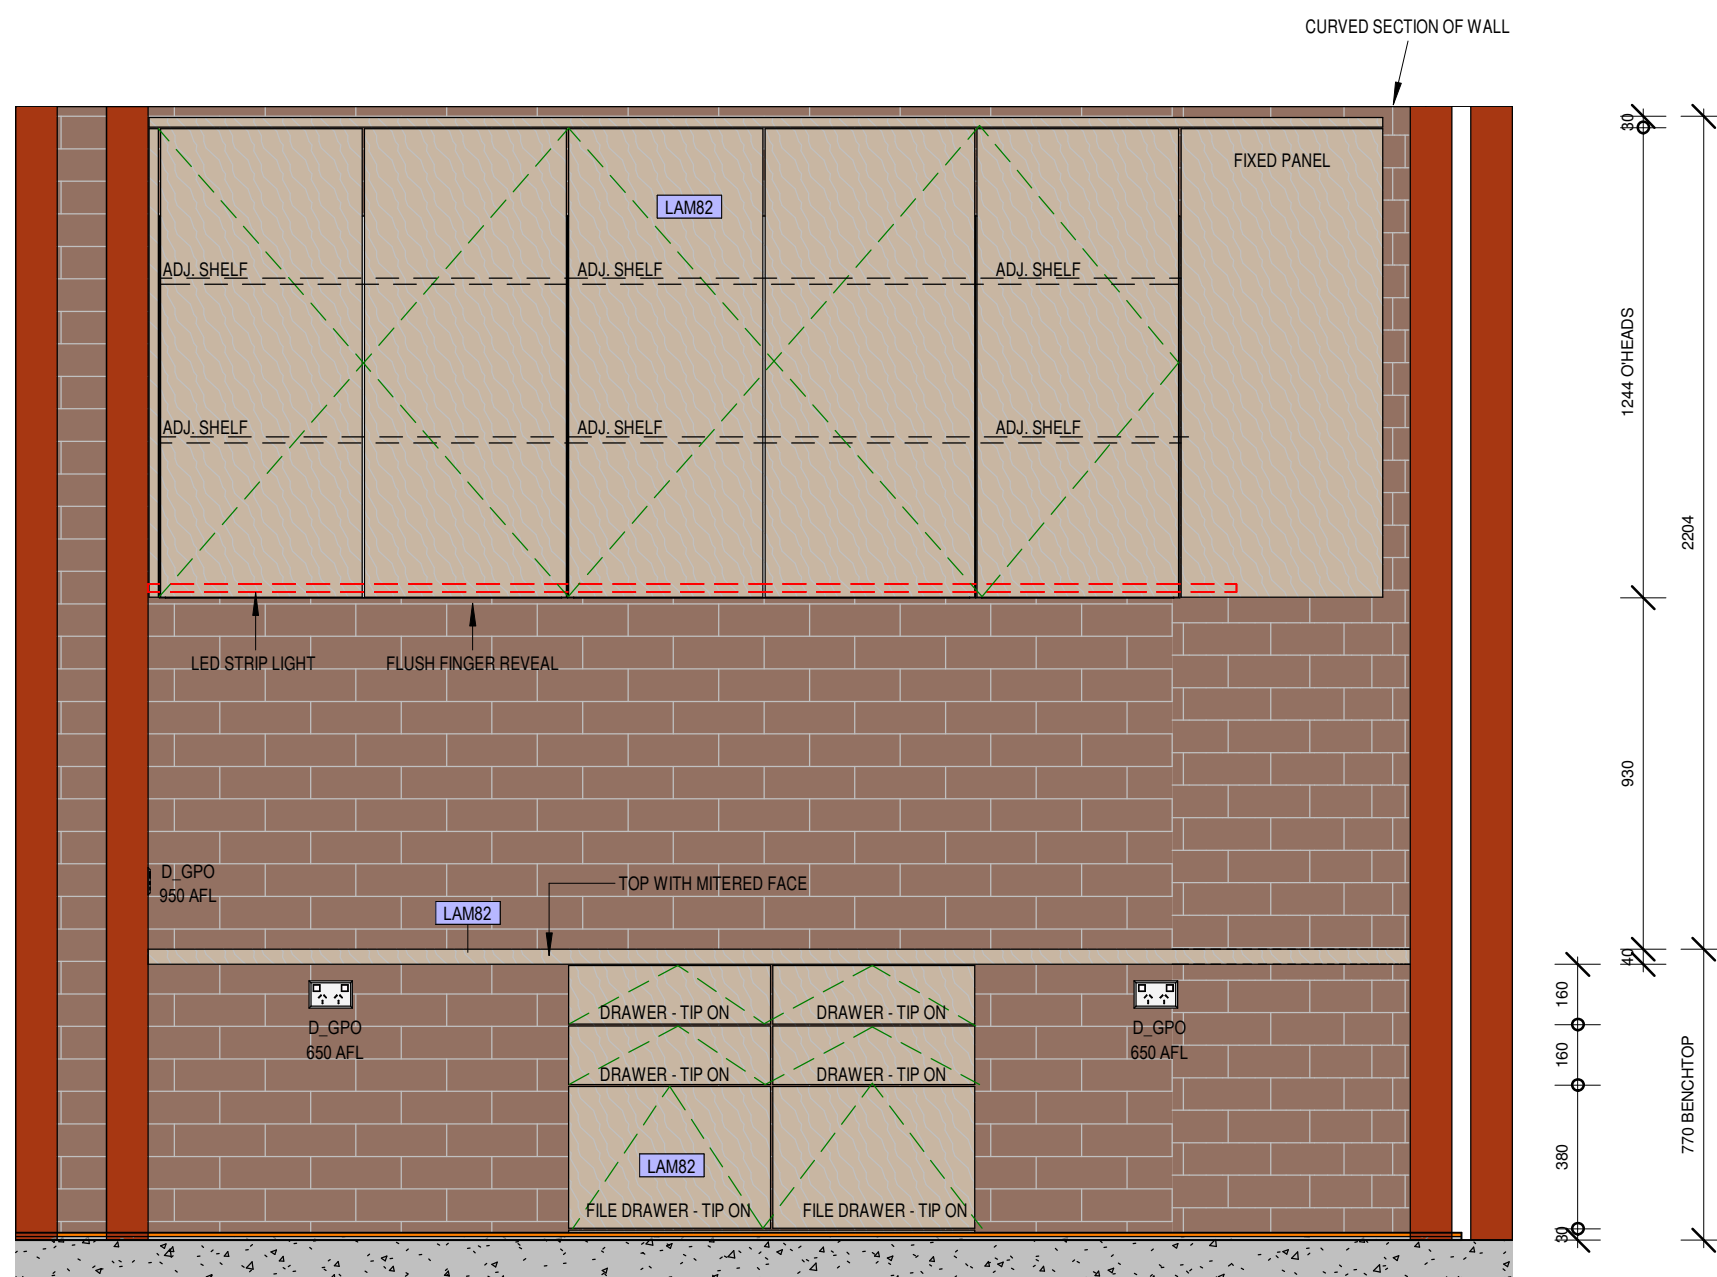 CURVED SECTION OF WALL
FIXED PANEL
LAM82
ADJ. SHELF
ADJ. SHELF
ADJ. SHELF
ADJ. SHELF
ADJ. SHELF
ADJ. SHELF
LED STRIP LIGHT
FLUSH FINGER REVEAL
D_GPO
950 AFL
TOP WITH MITERED FACE
LAM82
D_GPO
650 AFL
DRAWER - TIP ON
DRAWER - TIP ON
D_GPO
650 AFL
DRAWER - TIP ON
DRAWER - TIP ON
LAM82
FILE DRAWER - TIP ON
FILE DRAWER - TIP ON
30
1244 O'HEADS
930
40
2204
770 BENCHTOP
160
160
380
30